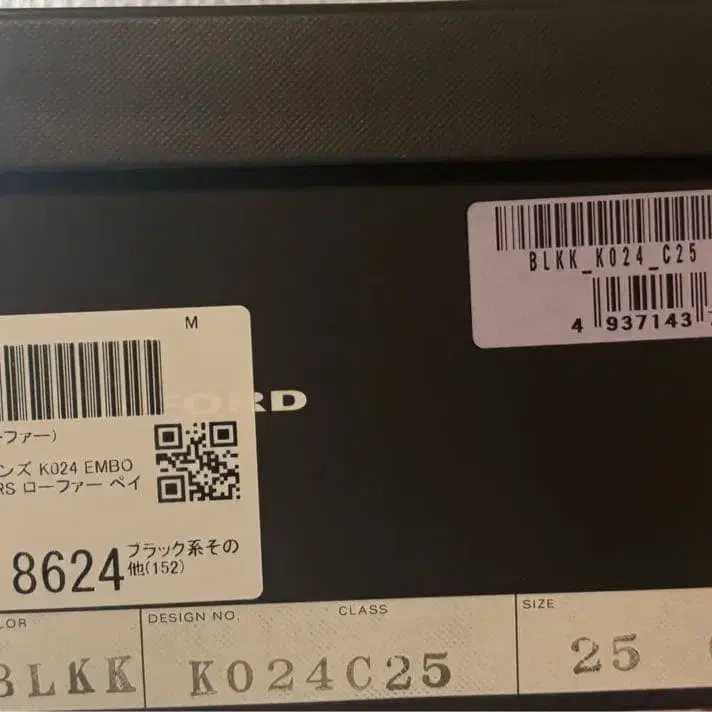 BLKK_K024_C25
4 937143
M
FORD
ーファー)
ンズ K024 EMBO
RS ローファー ペイ
8624
ブラック系その
他(152)
LOR
DESIGN NO.
CLASS
SIZE
BLKK
K024C25
25